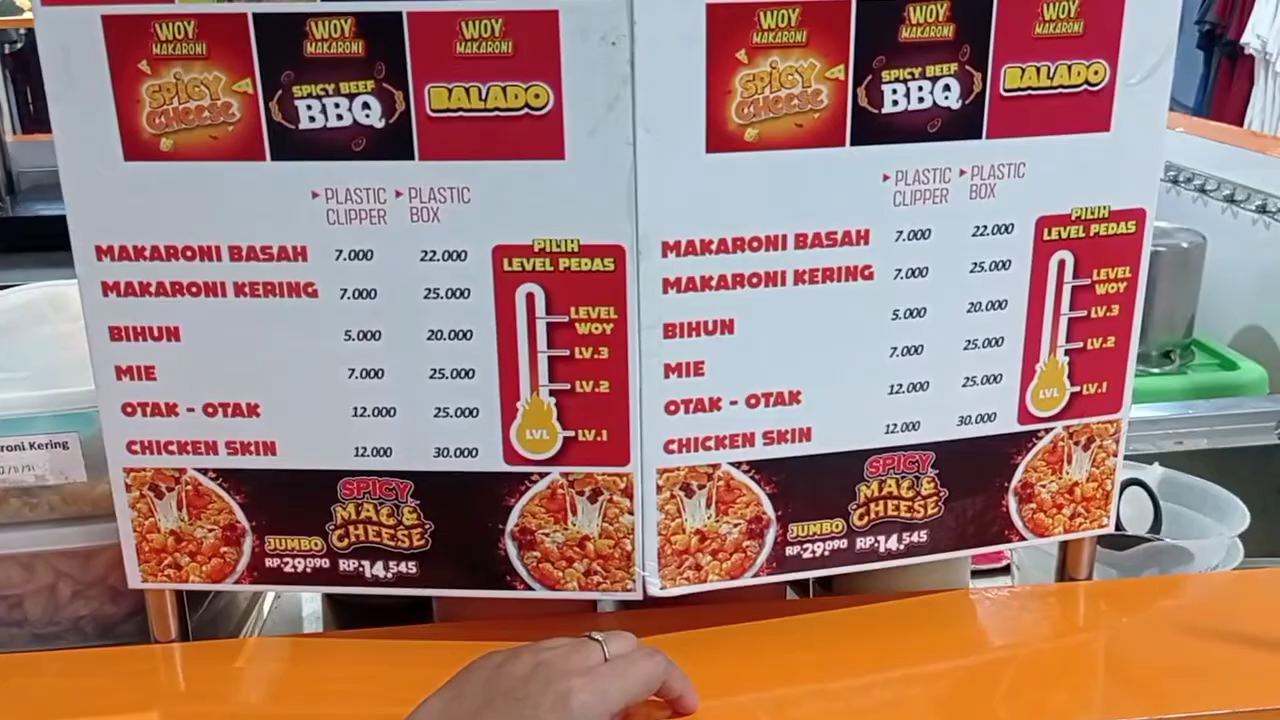 WOY
MAKARONI
SPICY
CHEESE
WOY
MAKARONI
SPICY BEEF
BBQ
WOY
MAKARONI
BALADO
PLASTIC CLIPPER
PLASTIC BOX
MAKARONI BASAH 7.000 22.000
MAKARONI KERING 7.000 25.000
BIHUN 5.000 20.000
MIE 7.000 25.000
OTAK - OTAK 12.000 25.000
CHICKEN SKIN 12.000 30.000
PILIH
LEVEL PEDAS
LEVEL
WOY
LV.3
LV.2
LV.1
LVL
SPICY
MAC &
CHEESE
JUMBO
RP.29.090 RP.14.545
WOY
MAKARONI
SPICY
CHEESE
WOY
MAKARONI
SPICY BEEF
BBQ
WOY
MAKARONI
BALADO
PLASTIC CLIPPER
PLASTIC BOX
MAKARONI BASAH 7.000 22.000
MAKARONI KERING 7.000 25.000
BIHUN 5.000 20.000
MIE 7.000 25.000
OTAK - OTAK 12.000 25.000
CHICKEN SKIN 12.000 30.000
PILIH
LEVEL PEDAS
LEVEL
WOY
LV.3
LV.2
LV.1
LVL
SPICY
MAC &
CHEESE
JUMBO
RP.29.090 RP.14.545
Kering